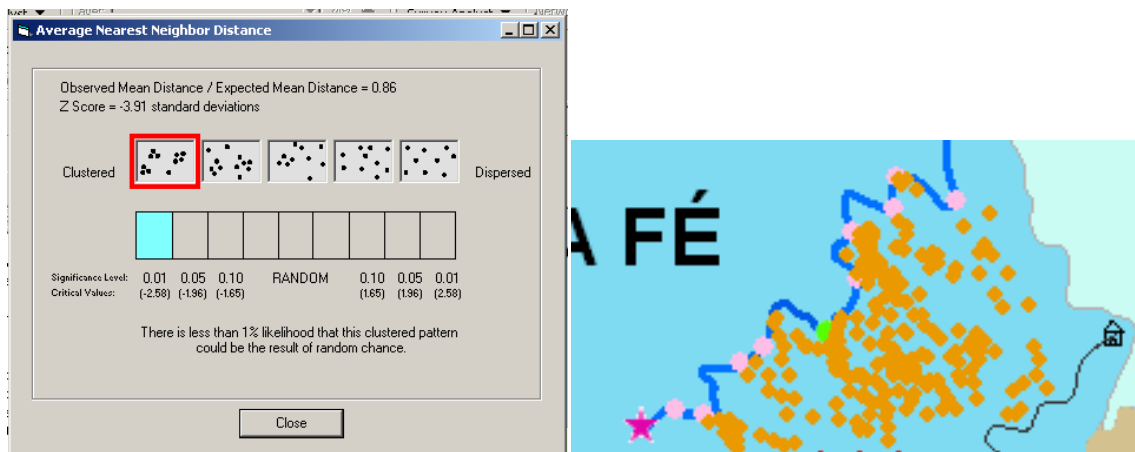 Average Nearest Neighbor Distance
Observed Mean Distance / Expected Mean Distance = 0.86
Z Score = -3.91 standard deviations
Clustered
Dispersed
Significance Level: 0.01 0.05 0.10 RANDOM 0.10 0.05 0.01
Critical Values: (-2.58) (-1.96) (-1.65) (1.65) (1.96) (2.58)
There is less than 1% likelihood that this clustered pattern
could be the result of random chance.
Close
A FÉ